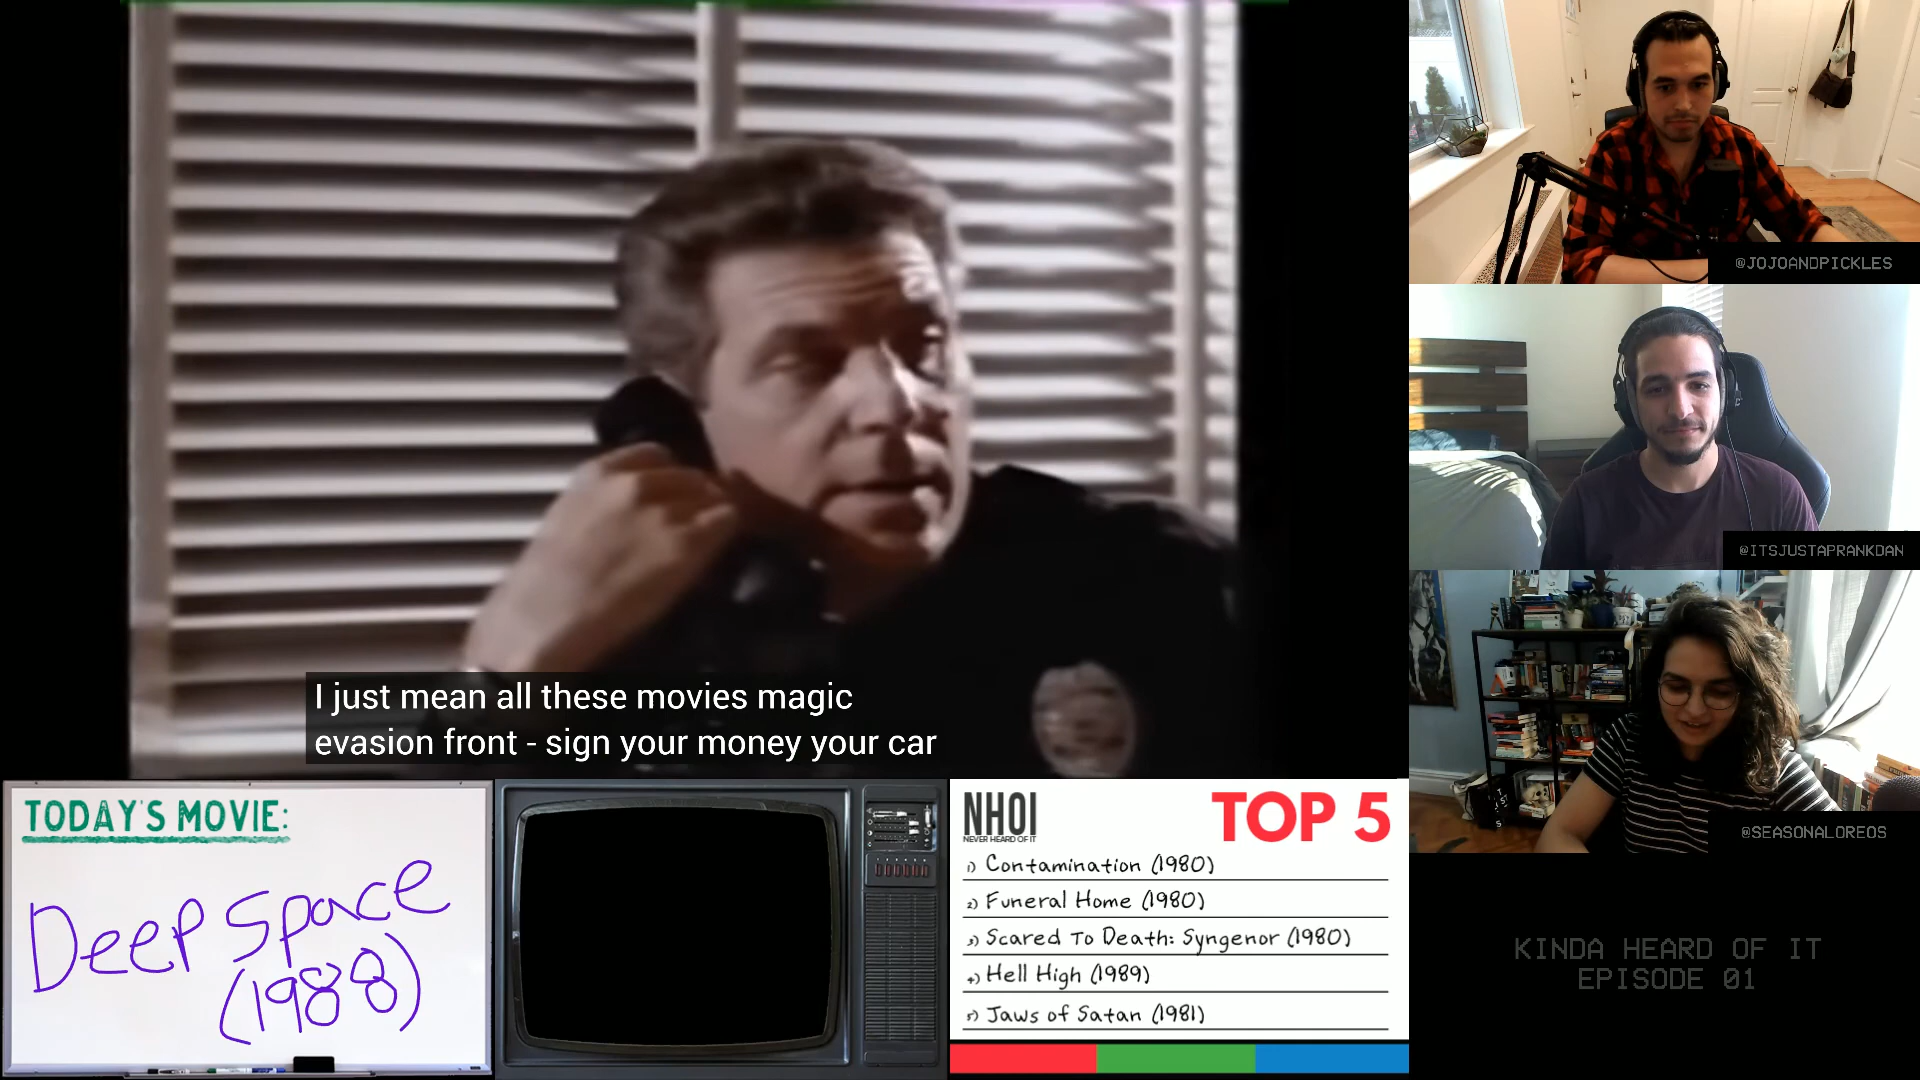 I just mean all these movies magic
evasion front - sign your money your car
@JOJOANDPICKLES
@ITSJUSTAPRANKDAN
@SEASONALOREOS
TODAY'S MOVIE:
Deep Space
(1988)
NHOI
NEVER HEARD OF IT
TOP 5
1) Contamination (1980)
2) Funeral Home (1980)
3) Scared To Death: Syngenor (1980)
4) Hell High (1989)
5) Jaws of Satan (1981)
KINDA HEARD OF IT
EPISODE 01